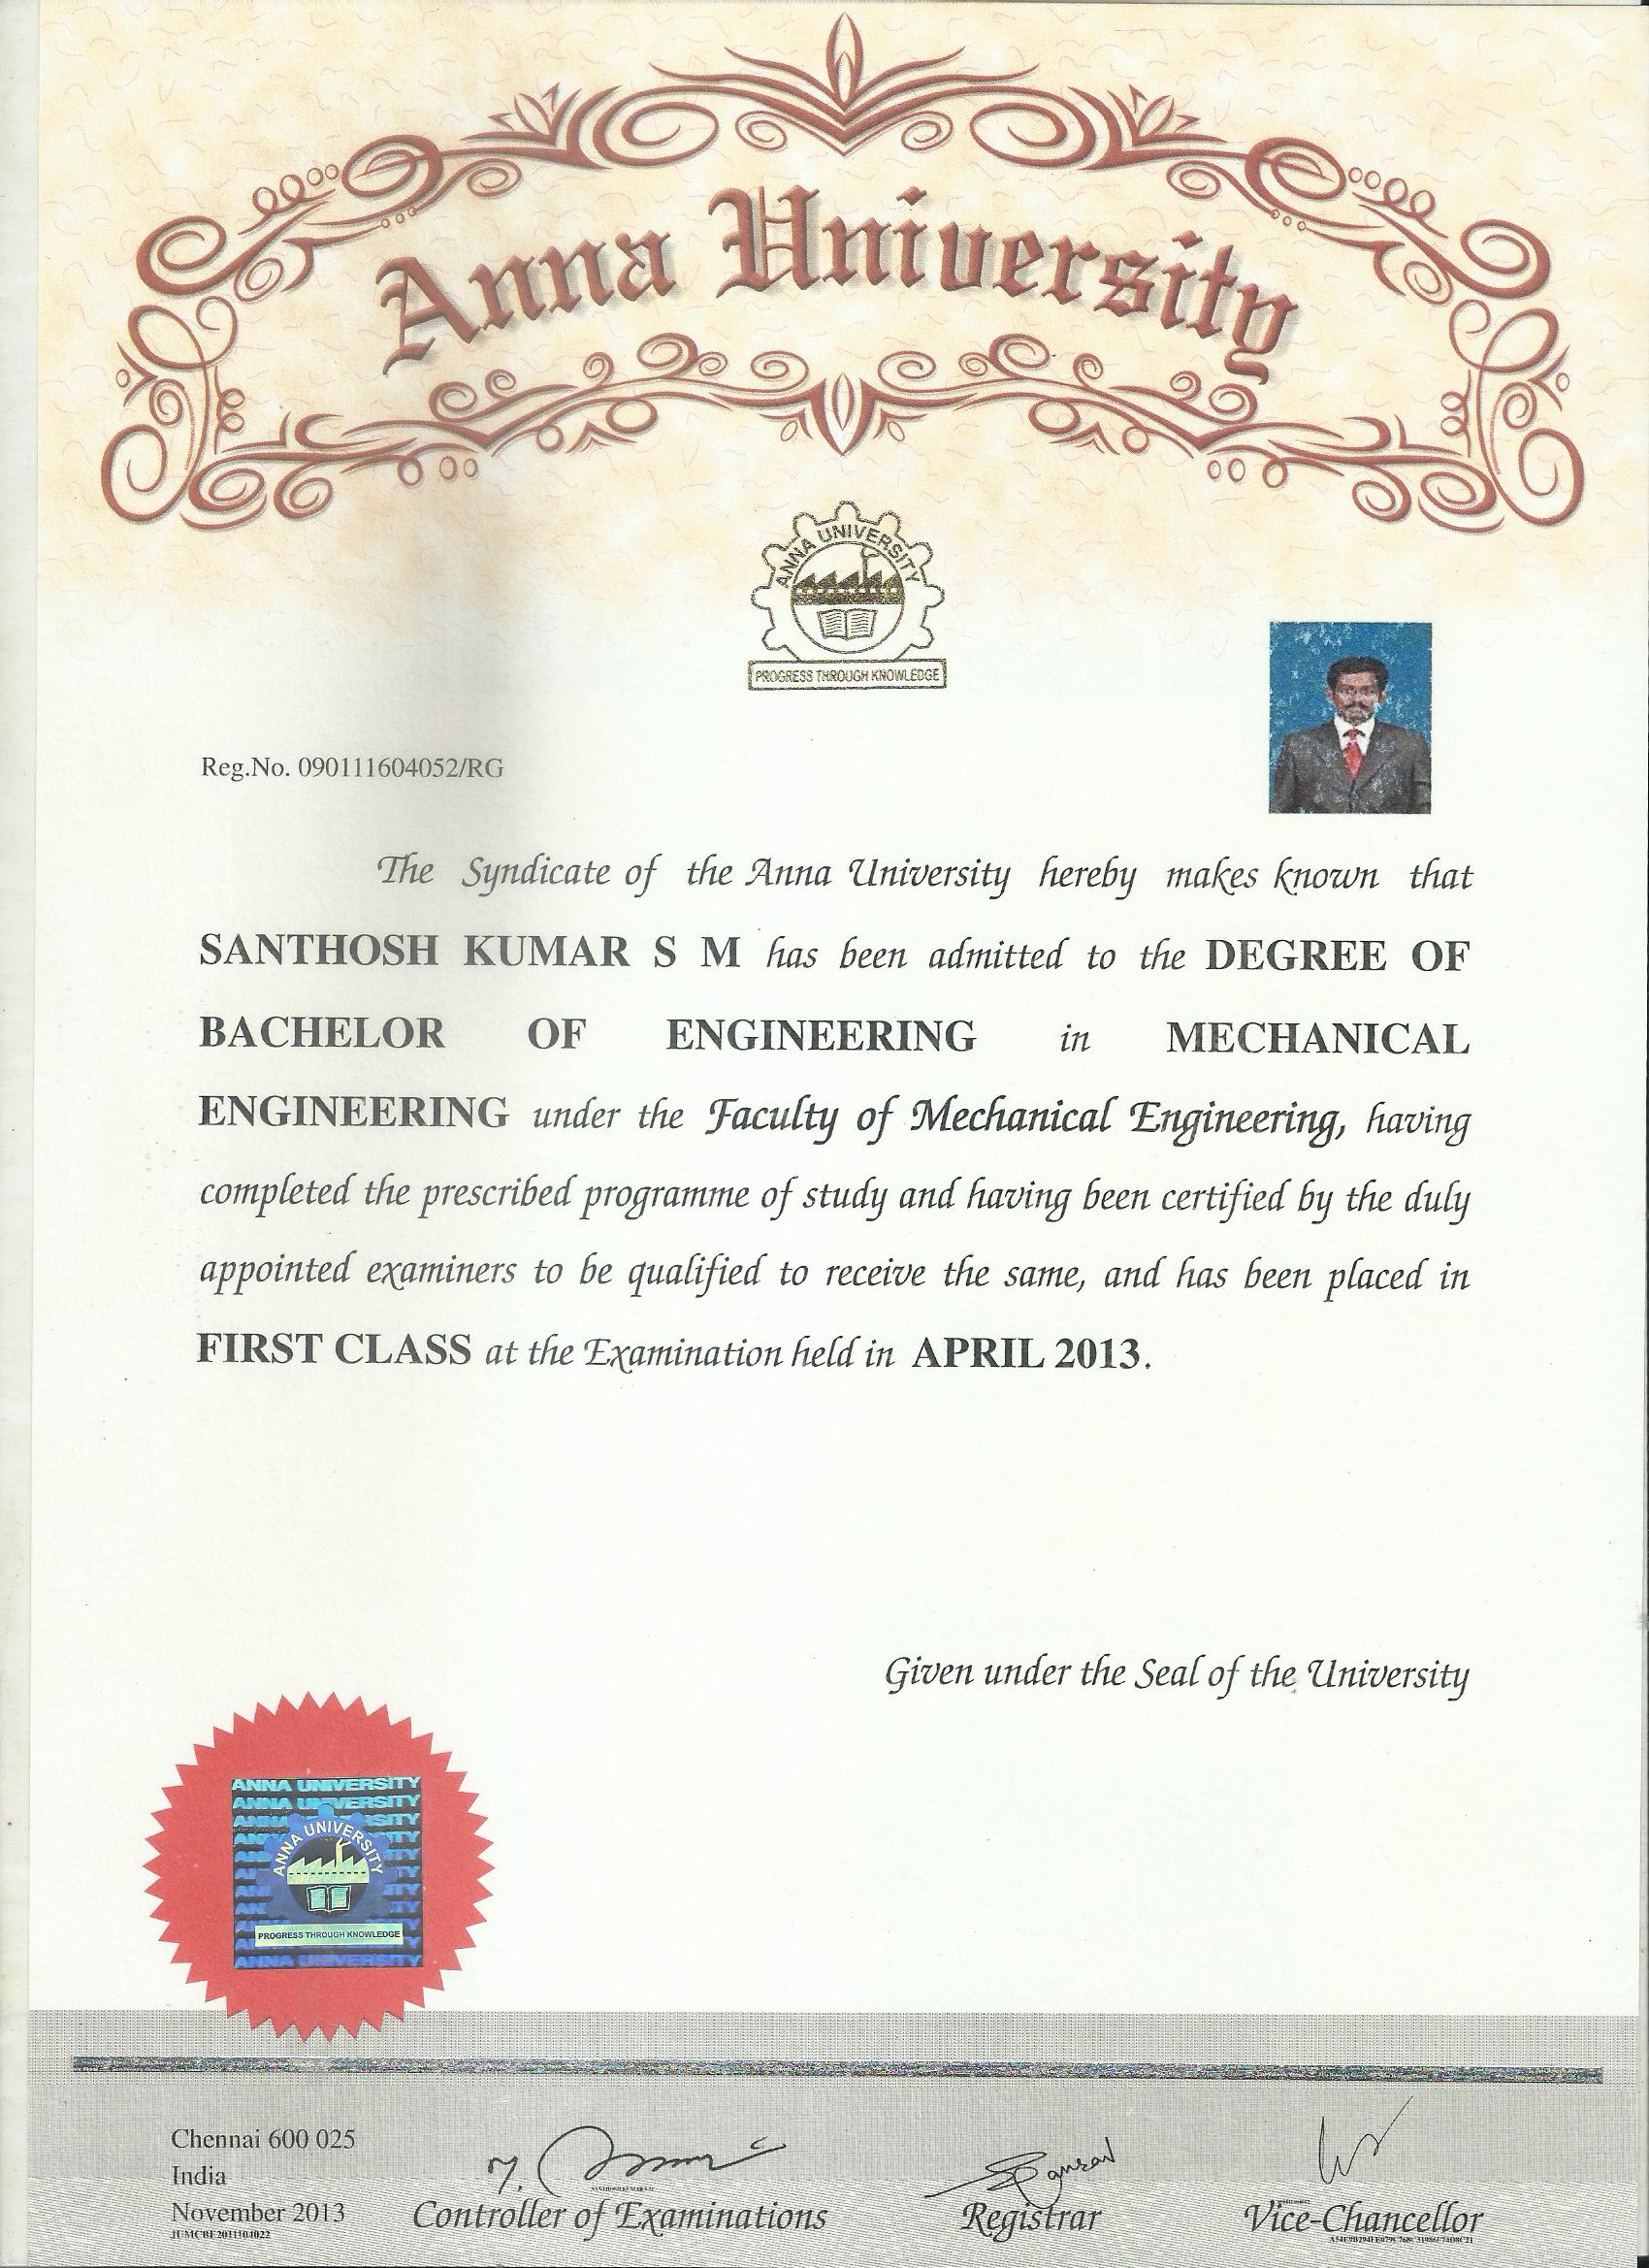 Anna University
ANNA UNIVERSITY
PROGRESS THROUGH KNOWLEDGE
Reg.No. 090111604052/RG
The Syndicate of the Anna University hereby makes known that
SANTHOSH KUMAR S M has been admitted to the DEGREE OF
BACHELOR OF ENGINEERING in MECHANICAL
ENGINEERING under the Faculty of Mechanical Engineering, having
completed the prescribed programme of study and having been certified by the duly
appointed examiners to be qualified to receive the same, and has been placed in
FIRST CLASS at the Examination held in APRIL 2013.
Given under the Seal of the University
ANNA UNIVERSITY
ANNA UNIVERSITY
ANNA UNIVERSITY
PROGRESS THROUGH KNOWLEDGE
ANNA UNIVERSITY
Chennai 600 025
India
November 2013
Controller of Examinations
Registrar
Vice-Chancellor